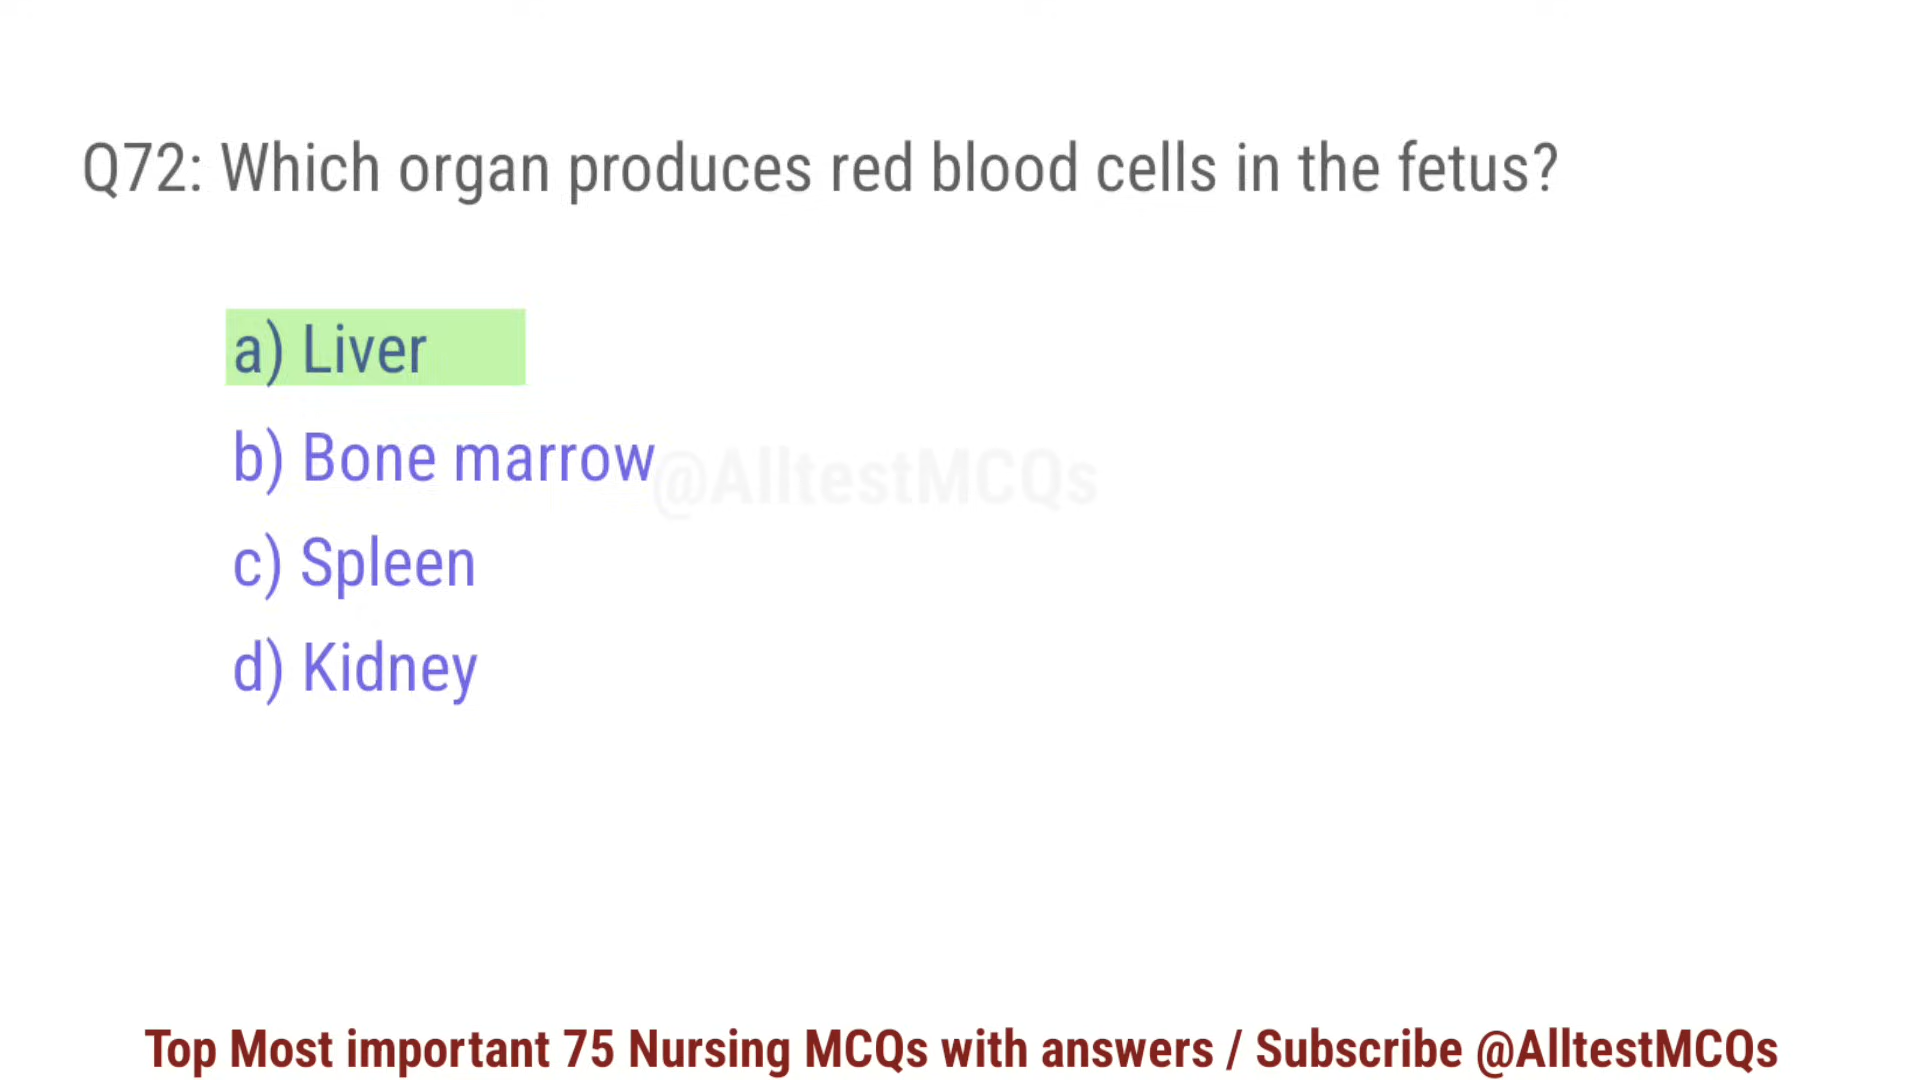 Q72: Which organ produces red blood cells in the fetus?
a) Liver
b) Bone marrow
@AlltestMCQs
c) Spleen
d) Kidney
Top Most important 75 Nursing MCQs with answers / Subscribe @AlltestMCQs